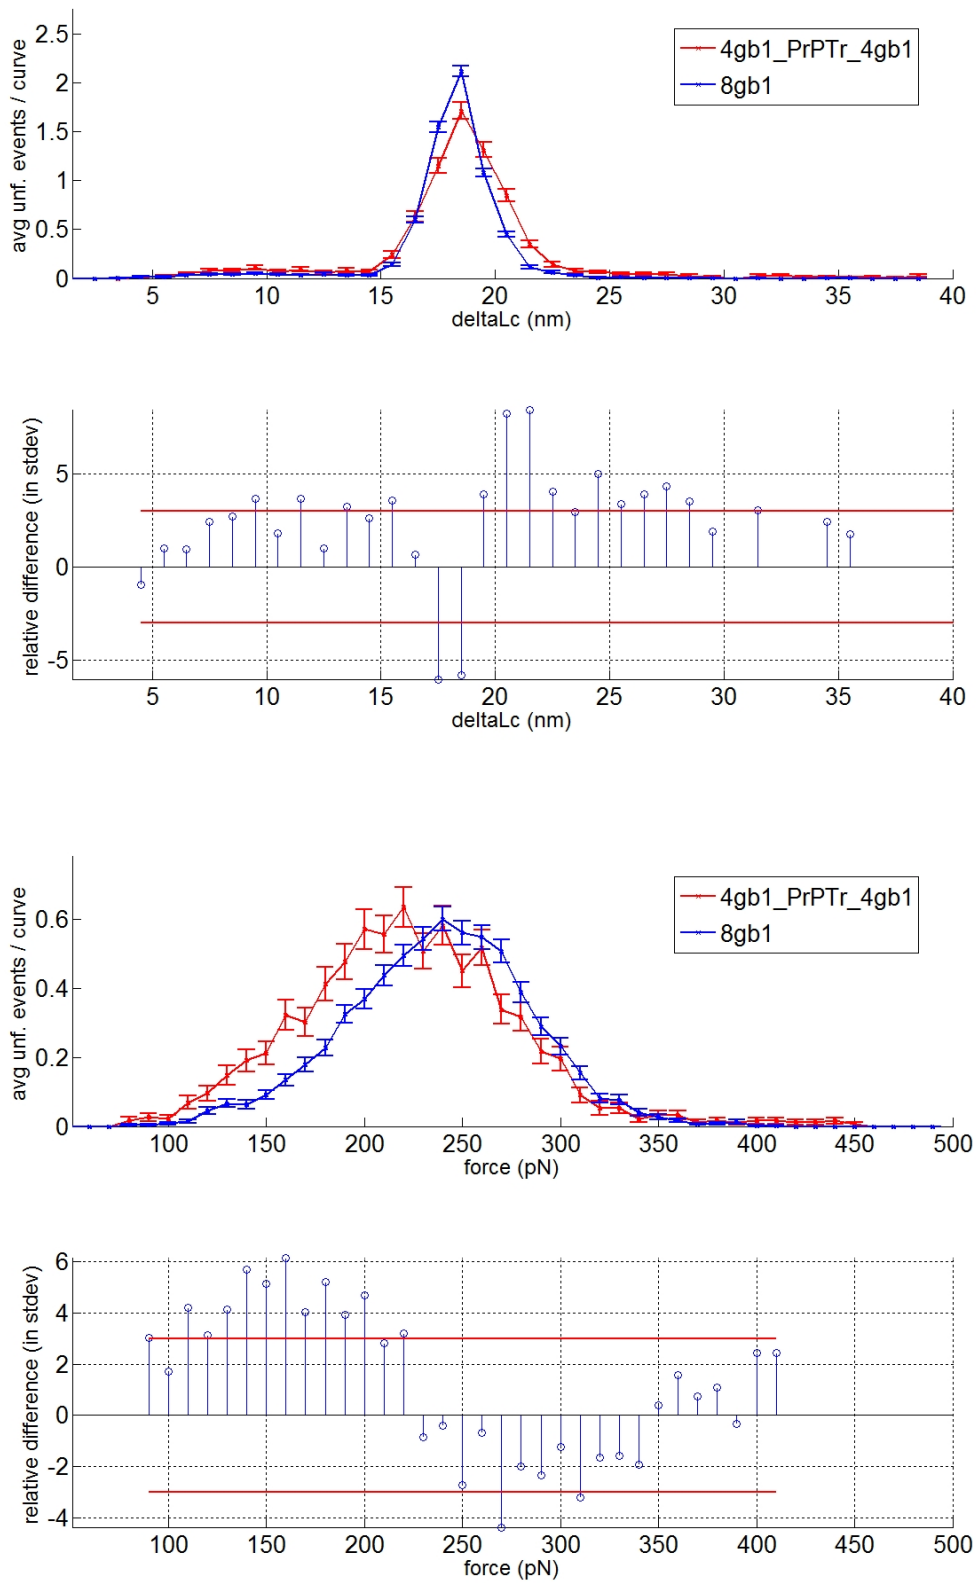 2.5
2
1.5
1
0.5
0
avg unf. events / curve
4gb1_PrPTr_4gb1
8gb1
5 10 15 20 25 30 35 40
deltaLc (nm)
5
0
-5
relative difference (in stdev)
5 10 15 20 25 30 35 40
deltaLc (nm)
0.6
0.4
0.2
0
avg unf. events / curve
4gb1_PrPTr_4gb1
8gb1
100 150 200 250 300 350 400 450 500
force (pN)
6
4
2
0
-2
-4
relative difference (in stdev)
100 150 200 250 300 350 400 450 500
force (pN)